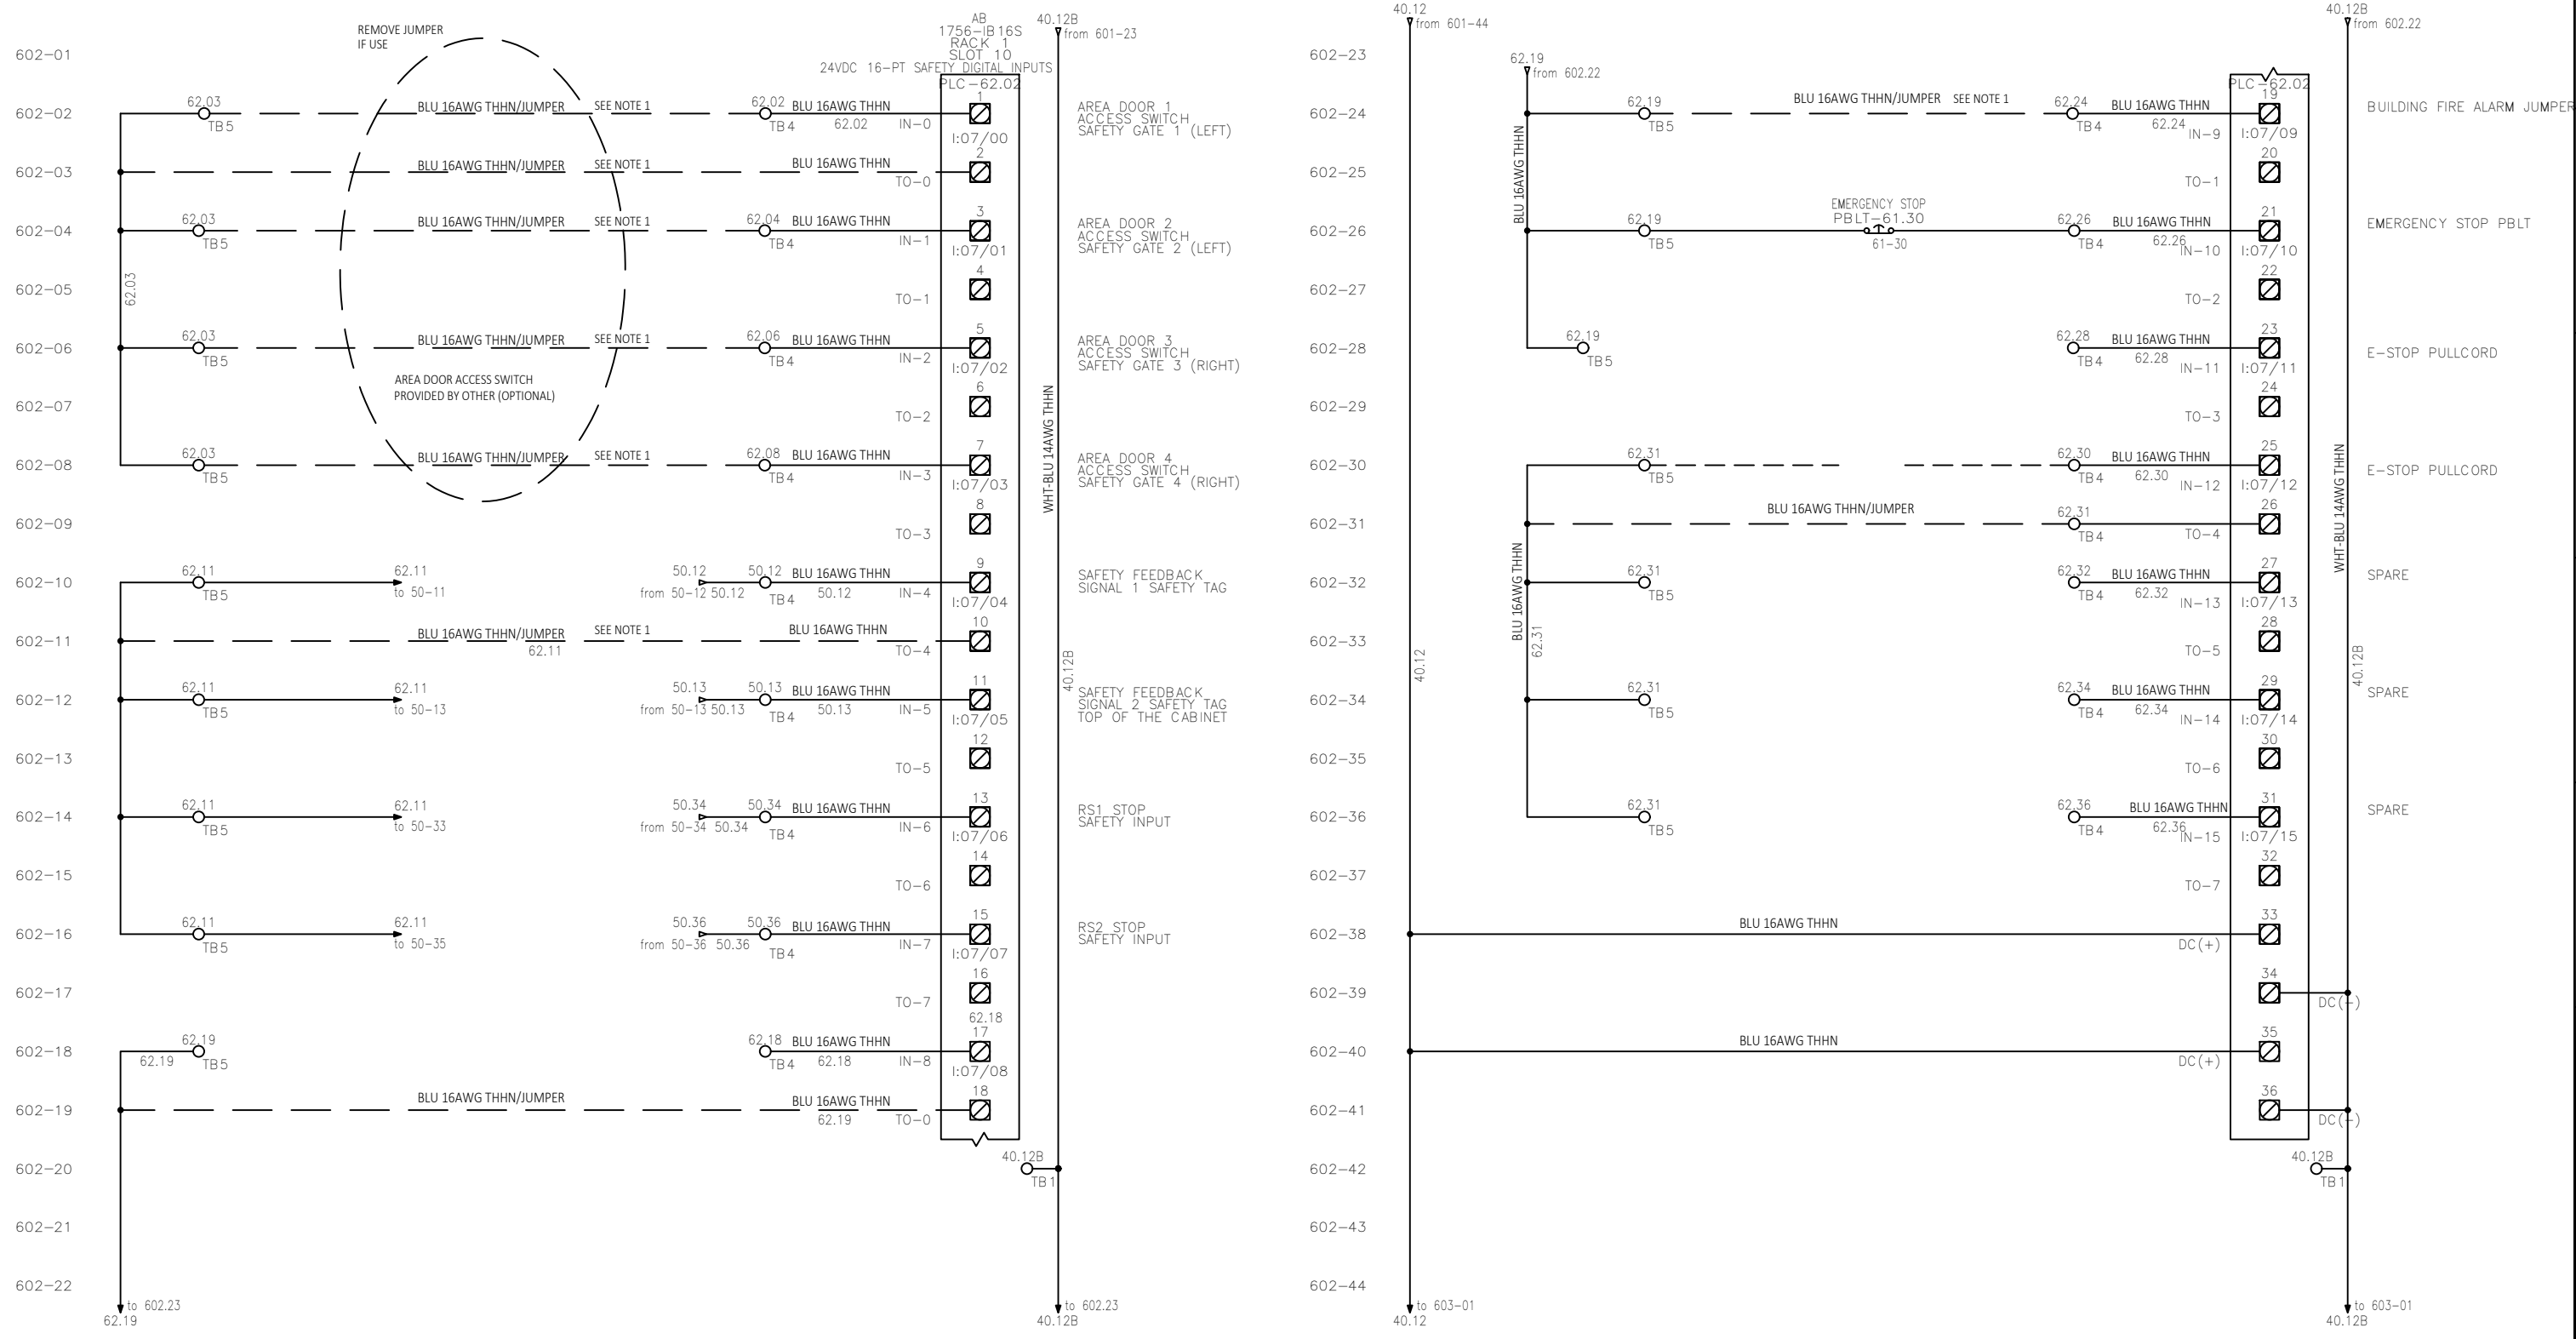 REMOVE JUMPER
IF USE
AB
1756-IB16S
RACK 1
SLOT 10
24VDC 16-PT SAFETY DIGITAL INPUTS
PLC-62.02
40.12B
from 601-23
602-01
602-02
62.03
TB5
BLU 16AWG THHN/JUMPER
SEE NOTE 1
62.02
TB4
BLU 16AWG THHN
62.02
IN-0
1
I:07/00
AREA DOOR 1
ACCESS SWITCH
SAFETY GATE 1 (LEFT)
602-03
BLU 16AWG THHN/JUMPER
SEE NOTE 1
BLU 16AWG THHN
TO-0
2
602-04
62.03
TB5
BLU 16AWG THHN/JUMPER
SEE NOTE 1
62.04
TB4
BLU 16AWG THHN
IN-1
3
I:07/01
AREA DOOR 2
ACCESS SWITCH
SAFETY GATE 2 (LEFT)
602-05
62.03
TO-1
4
602-06
62.03
TB5
BLU 16AWG THHN/JUMPER
SEE NOTE 1
62.06
TB4
BLU 16AWG THHN
IN-2
5
I:07/02
AREA DOOR 3
ACCESS SWITCH
SAFETY GATE 3 (RIGHT)
AREA DOOR ACCESS SWITCH
PROVIDED BY OTHER (OPTIONAL)
602-07
TO-2
6
WHT-BLU 14AWG THHN
602-08
62.03
TB5
BLU 16AWG THHN/JUMPER
SEE NOTE 1
62.08
TB4
BLU 16AWG THHN
IN-3
7
I:07/03
AREA DOOR 4
ACCESS SWITCH
SAFETY GATE 4 (RIGHT)
602-09
TO-3
8
602-10
62.11
TB5
62.11
to 50-11
50.12
from 50-12 50.12
50.12
TB4
BLU 16AWG THHN
50.12
IN-4
9
I:07/04
SAFETY FEEDBACK
SIGNAL 1 SAFETY TAG
602-11
BLU 16AWG THHN/JUMPER
62.11
SEE NOTE 1
BLU 16AWG THHN
TO-4
10
40.12B
602-12
62.11
TB5
62.11
to 50-13
50.13
from 50-13 50.13
50.13
TB4
BLU 16AWG THHN
50.13
IN-5
11
I:07/05
SAFETY FEEDBACK
SIGNAL 2 SAFETY TAG
TOP OF THE CABINET
602-13
TO-5
12
602-14
62.11
TB5
62.11
to 50-33
50.34
from 50-34 50.34
50.34
TB4
BLU 16AWG THHN
IN-6
13
I:07/06
RS1 STOP
SAFETY INPUT
602-15
TO-6
14
602-16
62.11
TB5
62.11
to 50-35
50.36
from 50-36 50.36
50.36
TB4
BLU 16AWG THHN
IN-7
15
I:07/07
RS2 STOP
SAFETY INPUT
602-17
TO-7
16
62.18
602-18
62.19
62.19
TB5
62.18
TB4
BLU 16AWG THHN
62.18
IN-8
17
I:07/08
602-19
BLU 16AWG THHN/JUMPER
BLU 16AWG THHN
62.19
TO-0
18
602-20
40.12B
TB1
602-21
602-22
to 602.23
62.19
to 602.23
40.12B
40.12
from 601-44
40.12B
from 602.22
602-23
62.19
from 602.22
PLC-62.02
602-24
62.19
TB5
BLU 16AWG THHN/JUMPER
SEE NOTE 1
62.24
TB4
BLU 16AWG THHN
62.24
IN-9
19
I:07/09
BUILDING FIRE ALARM JUMPER
602-25
BLU 16AWG THHN
TO-1
20
602-26
62.19
TB5
EMERGENCY STOP
PBLT-61.30
61-30
62.26
TB4
BLU 16AWG THHN
62.26
IN-10
21
I:07/10
EMERGENCY STOP PBLT
602-27
TO-2
22
602-28
62.19
TB5
62.28
TB4
BLU 16AWG THHN
62.28
IN-11
23
I:07/11
E-STOP PULLCORD
602-29
TO-3
24
602-30
62.31
TB5
62.30
TB4
BLU 16AWG THHN
62.30
IN-12
25
I:07/12
E-STOP PULLCORD
WHT-BLU 14AWG THHN
602-31
BLU 16AWG THHN/JUMPER
62.31
TB4
TO-4
26
602-32
BLU 16AWG THHN
62.31
TB5
62.32
TB4
BLU 16AWG THHN
62.32
IN-13
27
I:07/13
SPARE
602-33
40.12
62.31
TO-5
28
40.12B
602-34
62.31
TB5
62.34
TB4
BLU 16AWG THHN
62.34
IN-14
29
I:07/14
SPARE
602-35
TO-6
30
602-36
62.31
TB5
62.36
TB4
BLU 16AWG THHN
62.36
IN-15
31
I:07/15
SPARE
602-37
TO-7
32
602-38
BLU 16AWG THHN
DC(+)
33
602-39
34
DC(-)
602-40
BLU 16AWG THHN
DC(+)
35
602-41
36
DC(-)
602-42
40.12B
TB1
602-43
602-44
to 603-01
40.12
to 603-01
40.12B